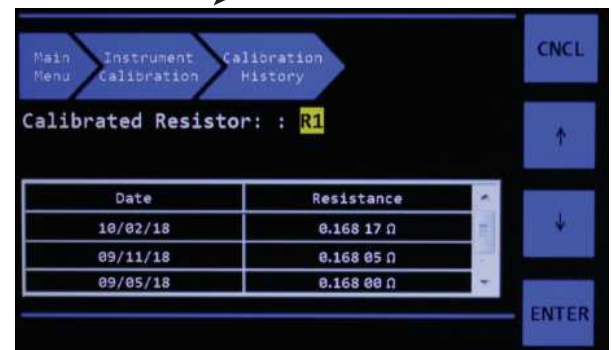 Main Menu
Instrument Calibration
Calibration History
CNCL
Calibrated Resistor: : R1
↑
Date Resistance
10/02/18 0.168 17 Ω
↓
09/11/18 0.168 05 Ω
09/05/18 0.168 00 Ω
ENTER